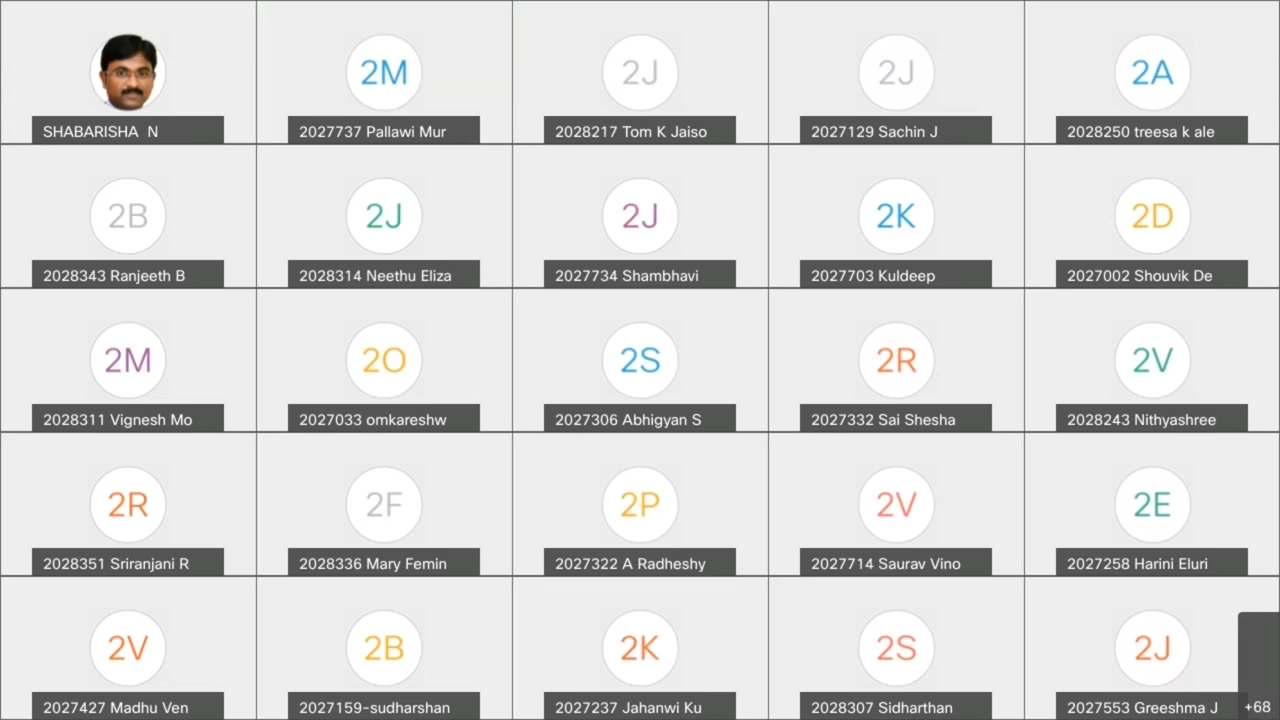 SHABARISHA N
2M
2027737 Pallawi Mur
2J
2028217 Tom K Jaiso
2J
2027129 Sachin J
2A
2028250 treesa k ale
2B
2028343 Ranjeeth B
2J
2028314 Neethu Eliza
2J
2027734 Shambhavi
2K
2027703 Kuldeep
2D
2027002 Shouvik De
2M
2028311 Vignesh Mo
2O
2027033 omkareshw
2S
2027306 Abhigyan S
2R
2027332 Sai Shesha
2V
2028243 Nithyashree
2R
2028351 Sriranjani R
2F
2028336 Mary Femin
2P
2027322 A Radheshy
2V
2027714 Saurav Vino
2E
2027258 Harini Eluri
2V
2027427 Madhu Ven
2B
2027159-sudharshan
2K
2027237 Jahanwi Ku
2S
2028307 Sidharthan
2J
2027553 Greeshma J
+68